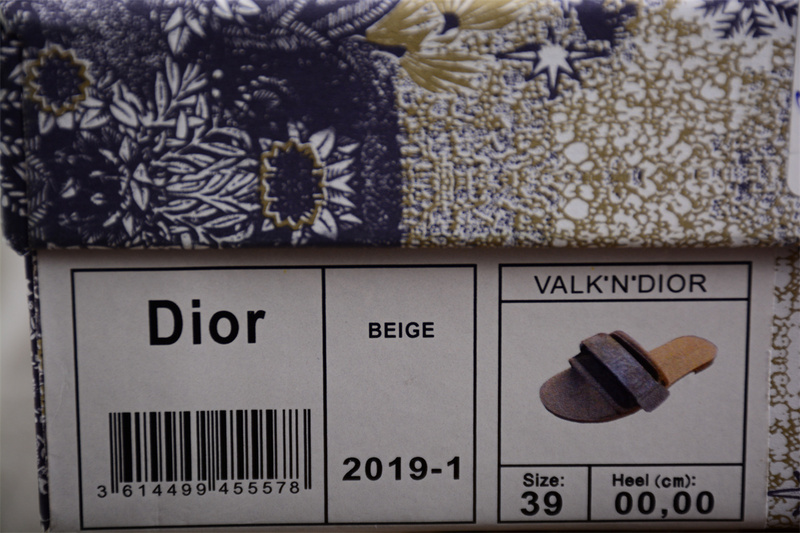 Dior
3 614499 455578
BEIGE
2019-1
VALK'N'DIOR
Size:
39
Heel (cm):
00,00